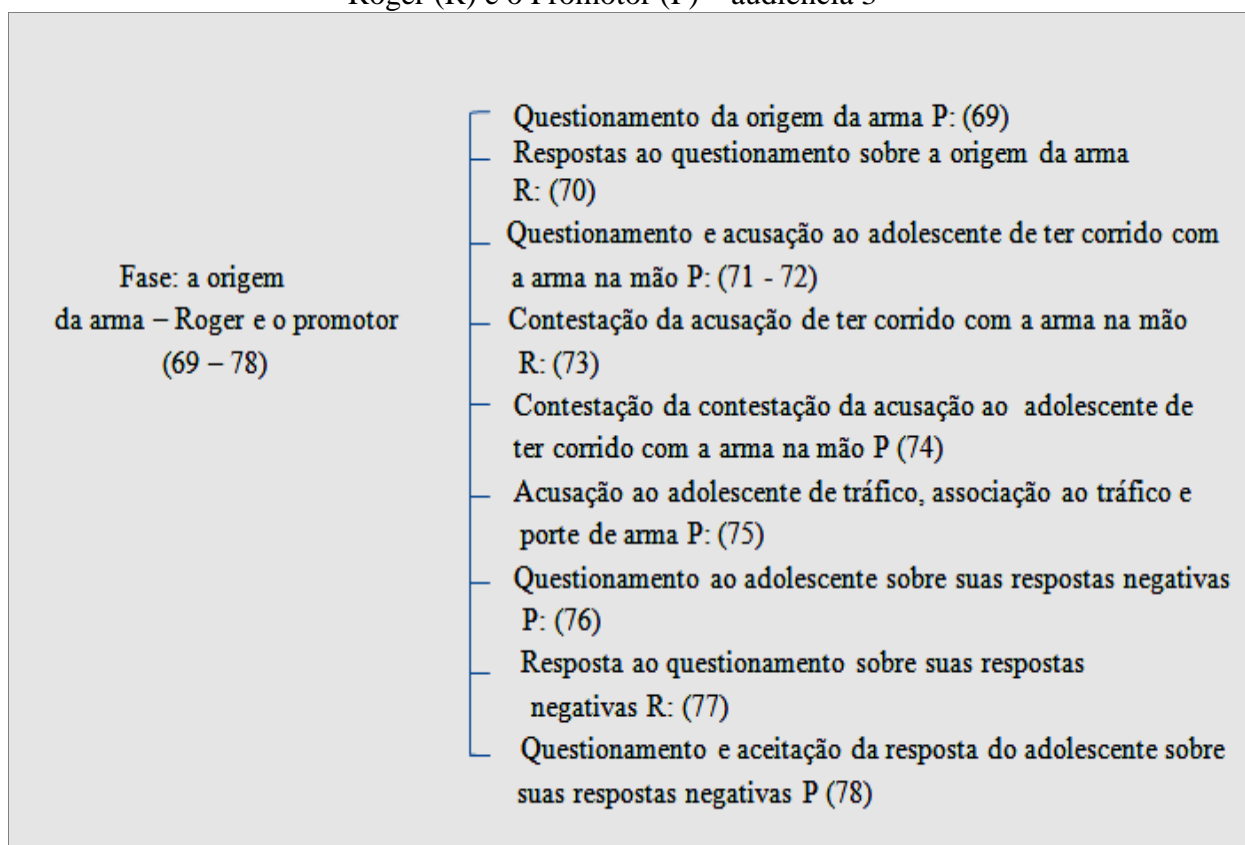 Roger (R) e o Promotor (P) – audiência 3
Fase: a origem
da arma – Roger e o promotor
(69 – 78)
Questionamento da origem da arma P: (69)
Respostas ao questionamento sobre a origem da arma
R: (70)
Questionamento e acusação ao adolescente de ter corrido com
a arma na mão P: (71 - 72)
Contestação da acusação de ter corrido com a arma na mão
R: (73)
Contestação da contestação da acusação ao adolescente de
ter corrido com a arma na mão P (74)
Acusação ao adolescente de tráfico, associação ao tráfico e
porte de arma P: (75)
Questionamento ao adolescente sobre suas respostas negativas
P: (76)
Resposta ao questionamento sobre suas respostas
negativas R: (77)
Questionamento e aceitação da resposta do adolescente sobre
suas respostas negativas P (78)